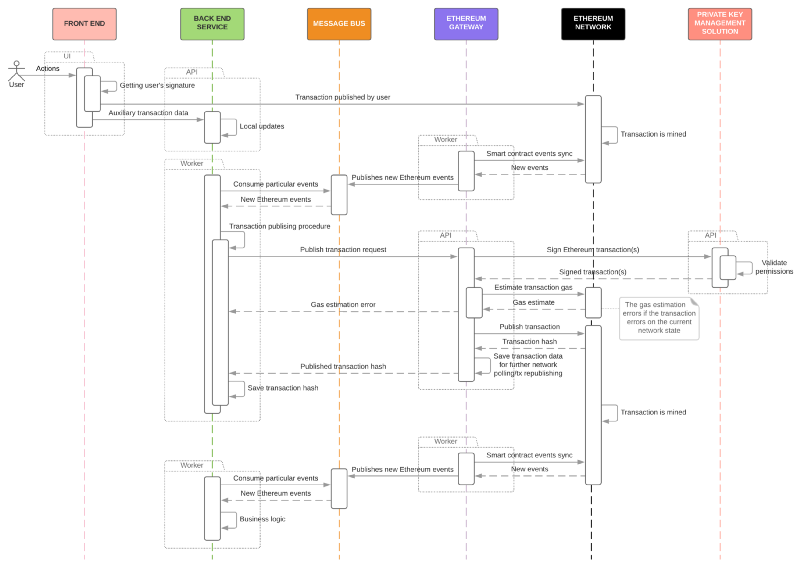 FRONT END
BACK END
SERVICE
MESSAGE BUS
ETHEREUM
GATEWAY
ETHEREUM
NETWORK
PRIVATE KEY
MANAGEMENT
SOLUTION
UI
User
Actions
Getting user's signature
API
Transaction published by user
Auxiliary transaction data
Local updates
Transaction is mined
Worker
Smart contract events sync
New events
Worker
Publishes new Ethereum events
Consume particular events
New Ethereum events
Transaction publising procedure
API
API
Publish transaction request
Sign Ethereum transaction(s)
Validate
permissions
Signed transaction(s)
Estimate transaction gas
Gas estimate
Gas estimation error
The gas estimation
errors if the transaction
errors on the current
network state
Publish transaction
Transaction hash
Save transaction data
for further network
polling/tx republishing
Published transaction hash
Save transaction hash
Transaction is mined
Worker
Smart contract events sync
New events
Worker
Publishes new Ethereum events
Consume particular events
New Ethereum events
Business logic